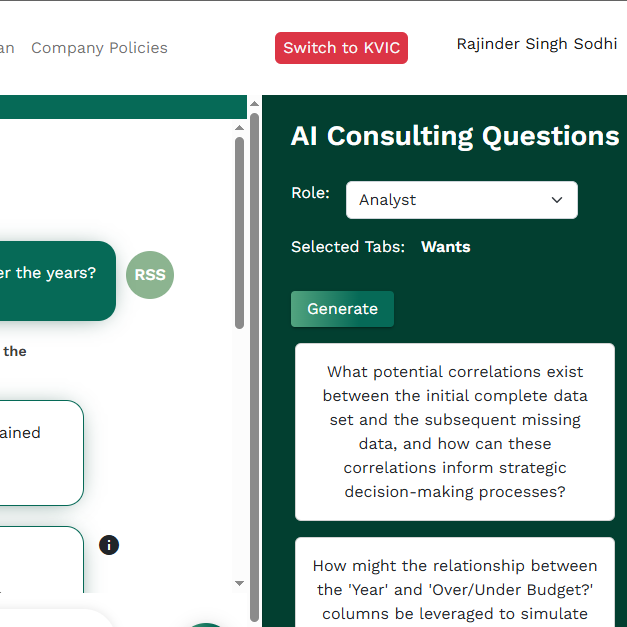 Company Policies
Switch to KVIC
Rajinder Singh Sodhi
the years?
RSS
the
AI Consulting Questions
Role:
Analyst
Selected Tabs: Wants
Generate
What potential correlations exist
between the initial complete data
set and the subsequent missing
data, and how can these
correlations inform strategic
decision-making processes?
How might the relationship between
the 'Year' and 'Over/Under Budget?'
columns be leveraged to simulate